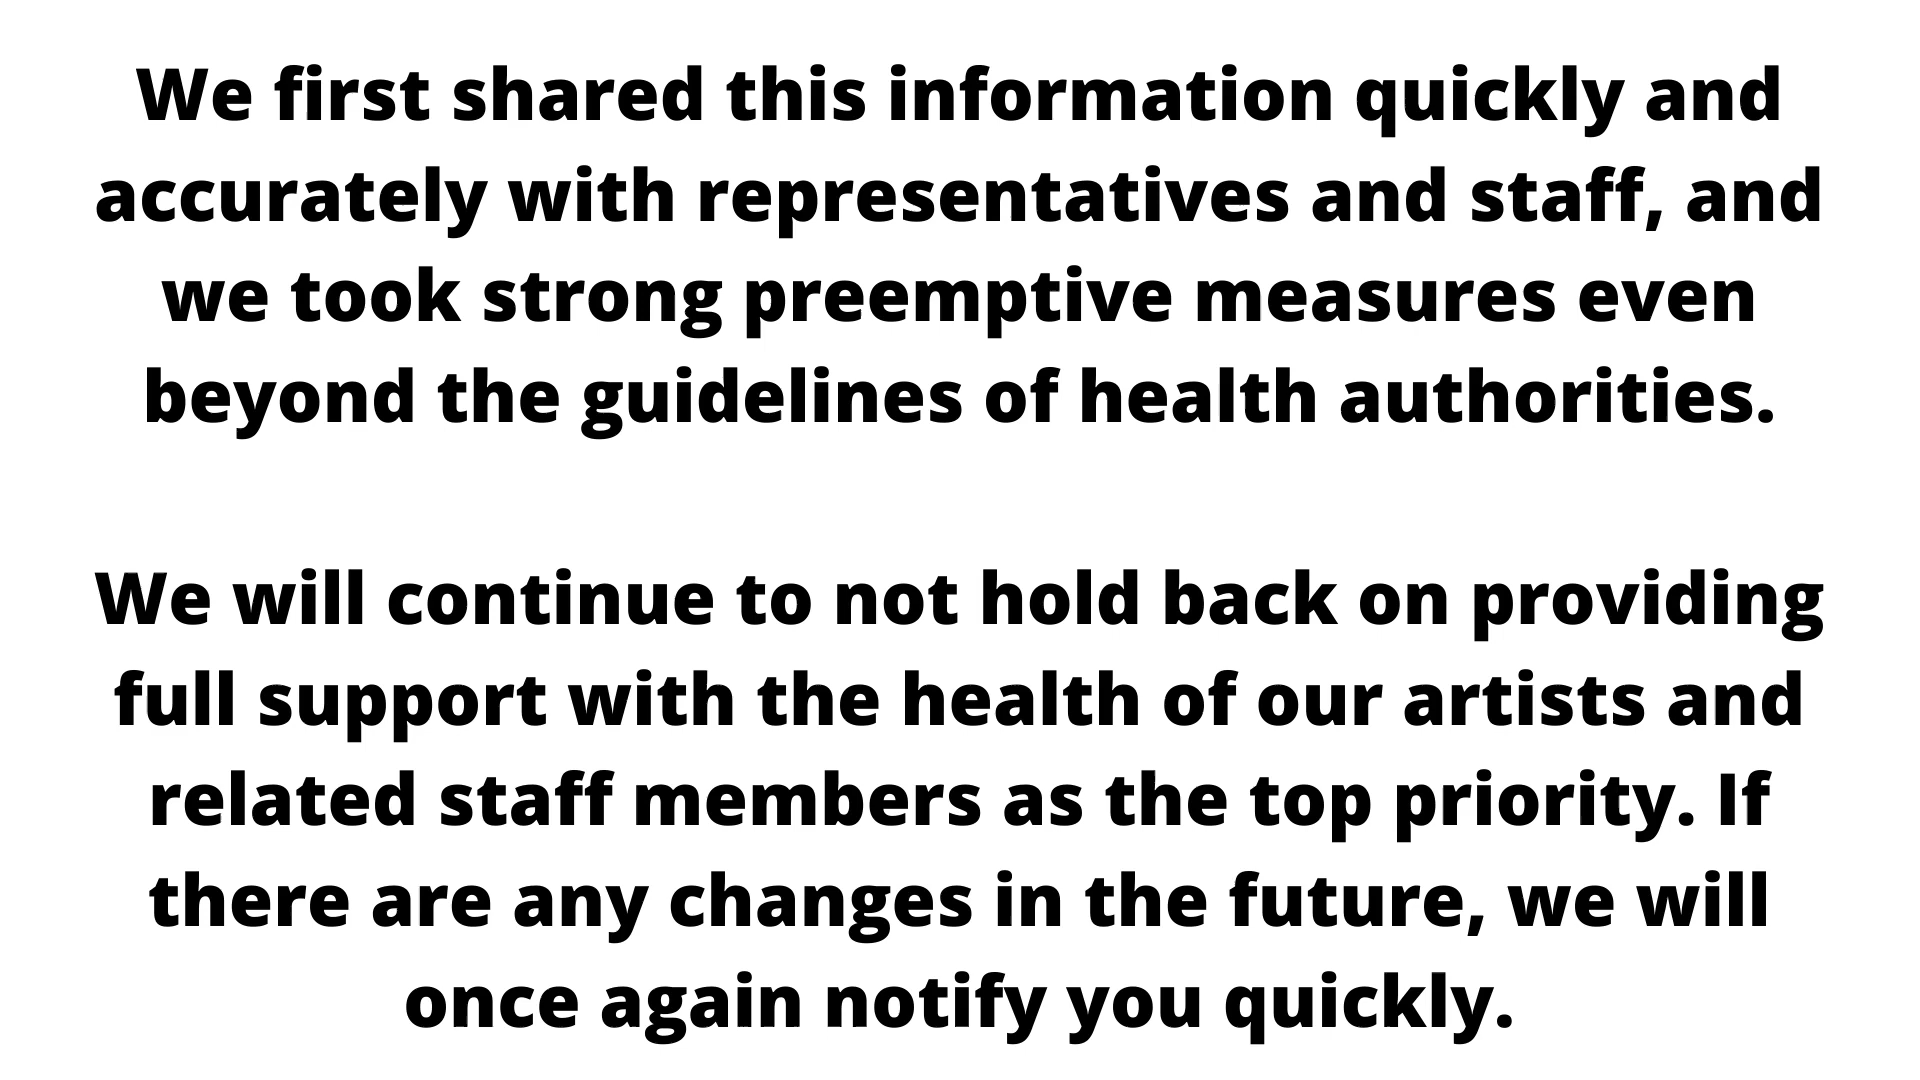 We first shared this information quickly and
accurately with representatives and staff, and
we took strong preemptive measures even
beyond the guidelines of health authorities.
We will continue to not hold back on providing
full support with the health of our artists and
related staff members as the top priority. If
there are any changes in the future, we will
once again notify you quickly.